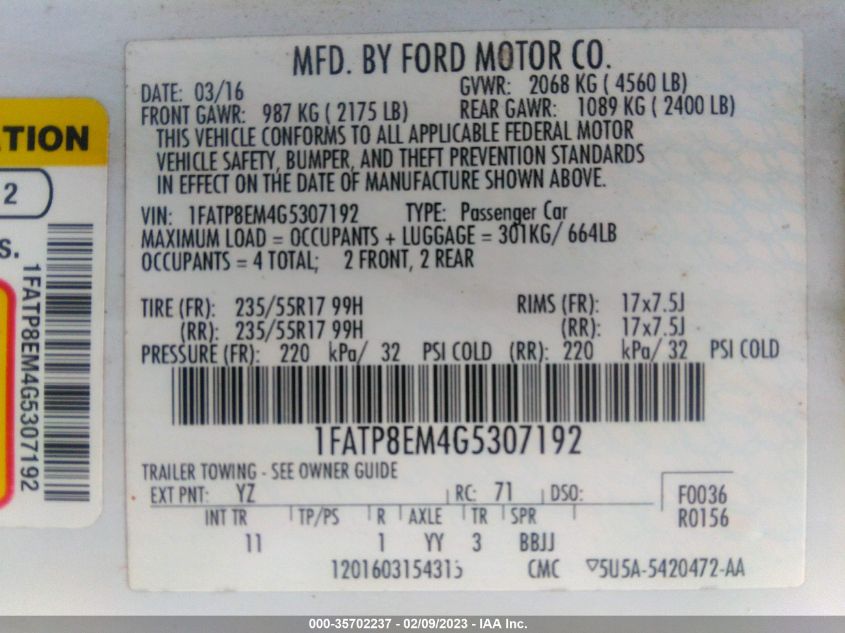 MFD. BY FORD MOTOR CO.
DATE: 03/16 GVWR: 2068 KG ( 4560 LB)
FRONT GAWR: 987 KG ( 2175 LB) REAR GAWR: 1089 KG ( 2400 LB)
THIS VEHICLE CONFORMS TO ALL APPLICABLE FEDERAL MOTOR
VEHICLE SAFETY, BUMPER, AND THEFT PREVENTION STANDARDS
IN EFFECT ON THE DATE OF MANUFACTURE SHOWN ABOVE.
VIN: 1FATP8EM4G5307192 TYPE: Passenger Car
MAXIMUM LOAD = OCCUPANTS + LUGGAGE = 301KG/ 664LB
OCCUPANTS = 4 TOTAL; 2 FRONT, 2 REAR
TIRE (FR): 235/55R17 99H RIMS (FR): 17x7.5J
(RR): 235/55R17 99H (RR): 17x7.5J
PRESSURE (FR): 220 kPa/ 32 PSI COLD (RR): 220 kPa/ 32 PSI COLD
1FATP8EM4G5307192
TRAILER TOWING - SEE OWNER GUIDE
EXT PNT: YZ RC: 71 DSO: F0036
INT TR TP/PS R AXLE TR SPR R0156
11 1 YY 3 BBJJ
1201603154315 CMC ▽5U5A-5420472-AA
TION
2
S.
1FATP8EM4G5307192
000-35702237 - 02/09/2023 - IAA Inc.